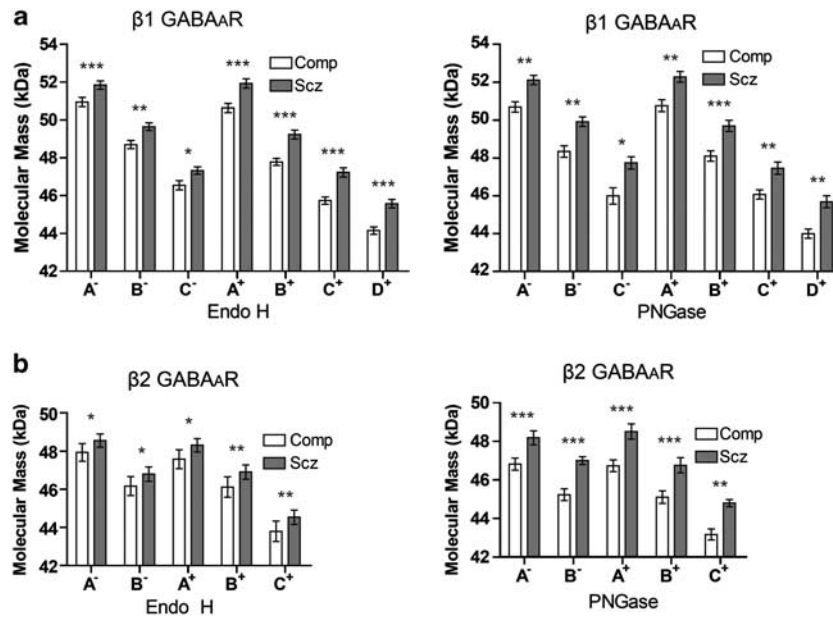 a
β1 GABAAR
Molecular Mass (kDa)
54
52
50
48
46
44
42
*** ** * *** *** *** ***
Comp
Scz
A- B- C- A+ B+ C+ D+
Endo H
β1 GABAAR
Molecular Mass (kDa)
54
52
50
48
46
44
42
** ** * ** *** ** **
Comp
Scz
A- B- C- A+ B+ C+ D+
PNGase
b
β2 GABAAR
Molecular Mass (kDa)
50
48
46
44
42
* * * ** **
Comp
Scz
A- B- A+ B+ C+
Endo H
β2 GABAAR
Molecular Mass (kDa)
50
48
46
44
42
*** *** *** *** **
Comp
Scz
A- B- A+ B+ C+
PNGase